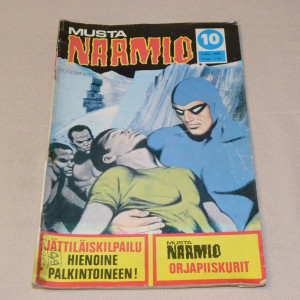 MUSTA
NAAMIO
10
JÄTTILÄISKILPAILU
HIENOINE
PALKINTOINEEN!
MUSTA
NAAMIO
ORJAPIISKURIT